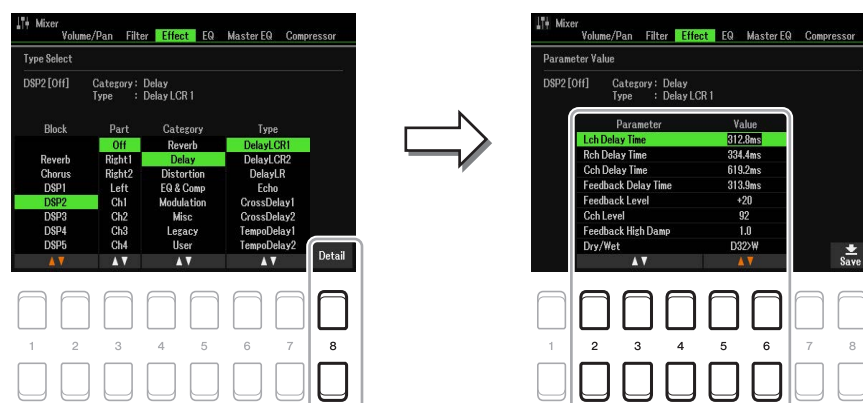 Mixer
Volume/Pan Filter Effect EQ Master EQ Compressor
Type Select
DSP2 [Off] Category : Delay
Type : Delay LCR 1
Block Part Category Type
Off Reverb DelayLCR1
Reverb Right1 Delay DelayLCR2
Chorus Right2 Distortion DelayLR
DSP1 Left EQ & Comp Echo
DSP2 Ch1 Modulation CrossDelay1
DSP3 Ch2 Misc CrossDelay2
DSP4 Ch3 Legacy TempoDelay1
DSP5 Ch4 User TempoDelay2
Detail
1 2 3 4 5 6 7 8
Mixer
Volume/Pan Filter Effect EQ Master EQ Compressor
Parameter Value
DSP2 [Off] Category : Delay
Type : Delay LCR 1
Parameter Value
Lch Delay Time 312.8ms
Rch Delay Time 334.4ms
Cch Delay Time 619.2ms
Feedback Delay Time 313.9ms
Feedback Level +20
Cch Level 92
Feedback High Damp 1.0
Dry/Wet D32>W
Save
1 2 3 4 5 6 7 8